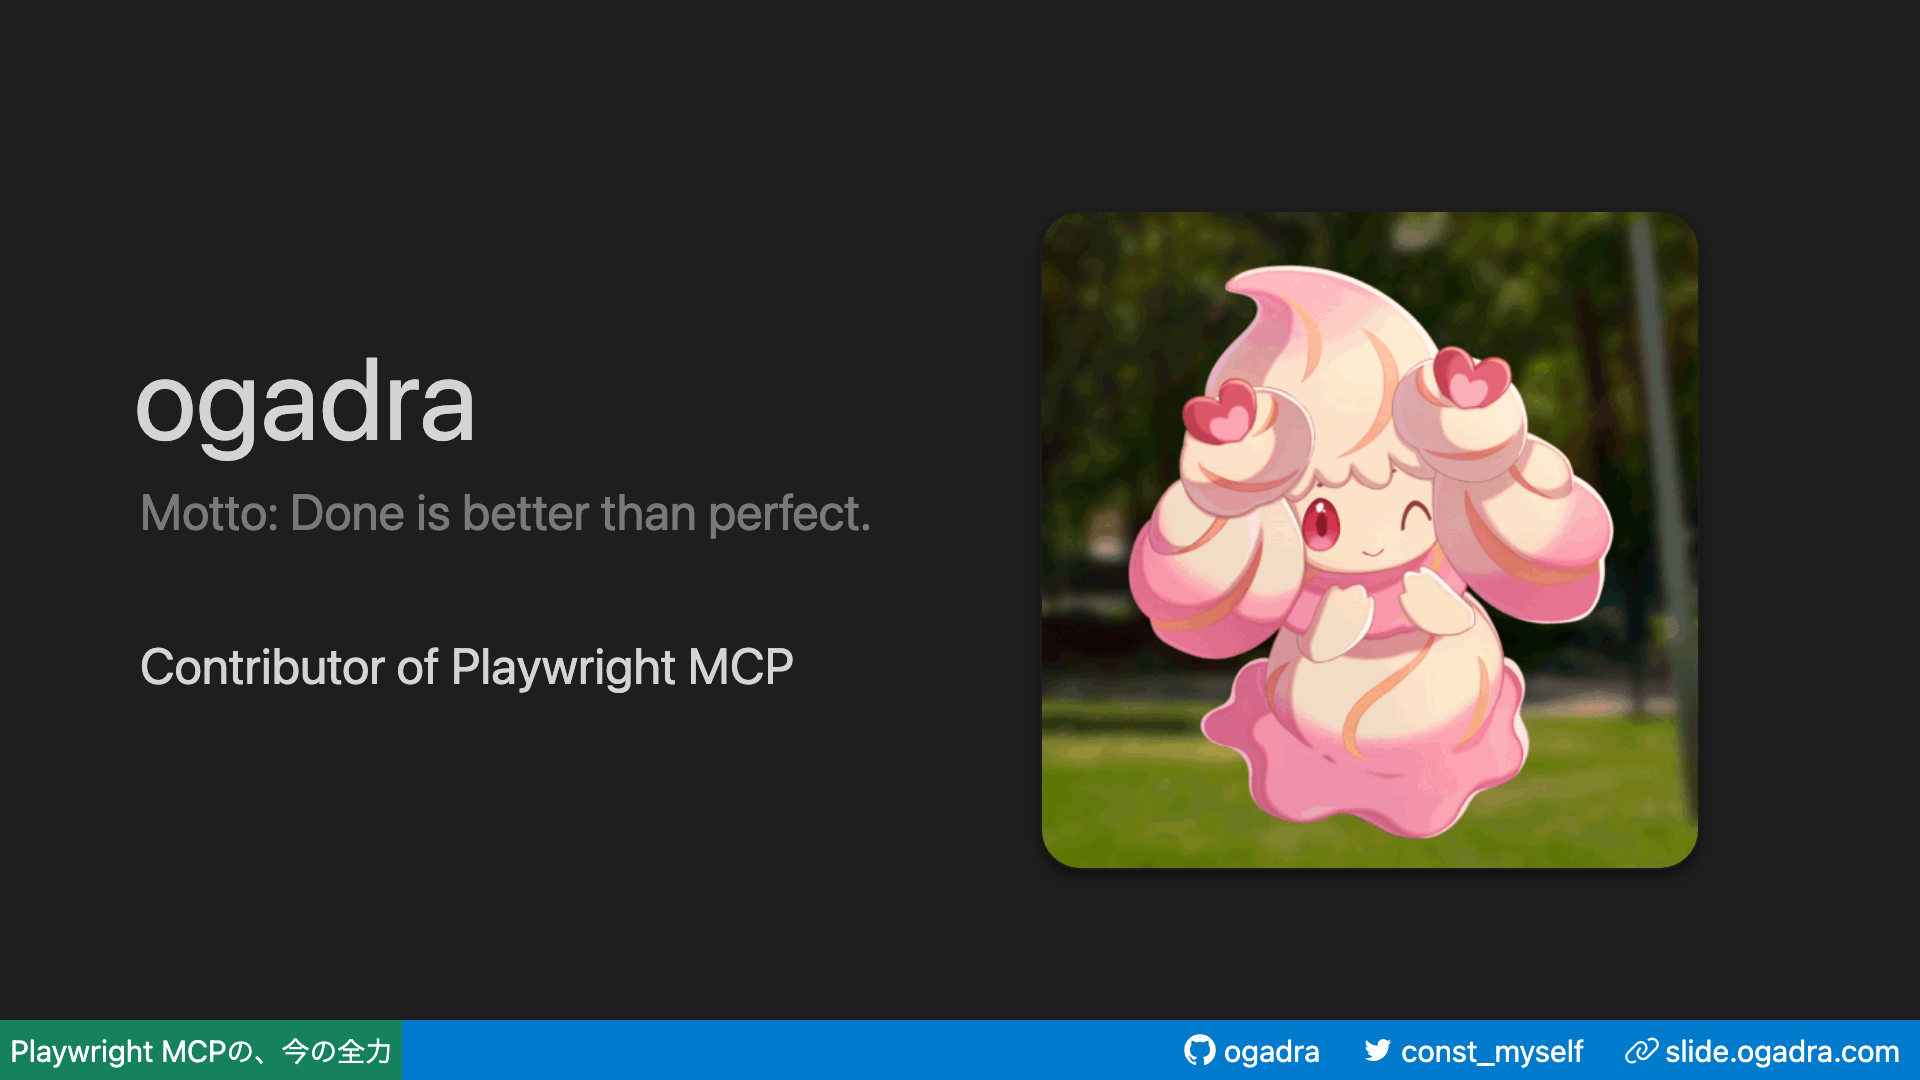 ogadra
Motto: Done is better than perfect.
Contributor of Playwright MCP
Playwright MCPの、今の全力
ogadra
const_myself
slide.ogadra.com